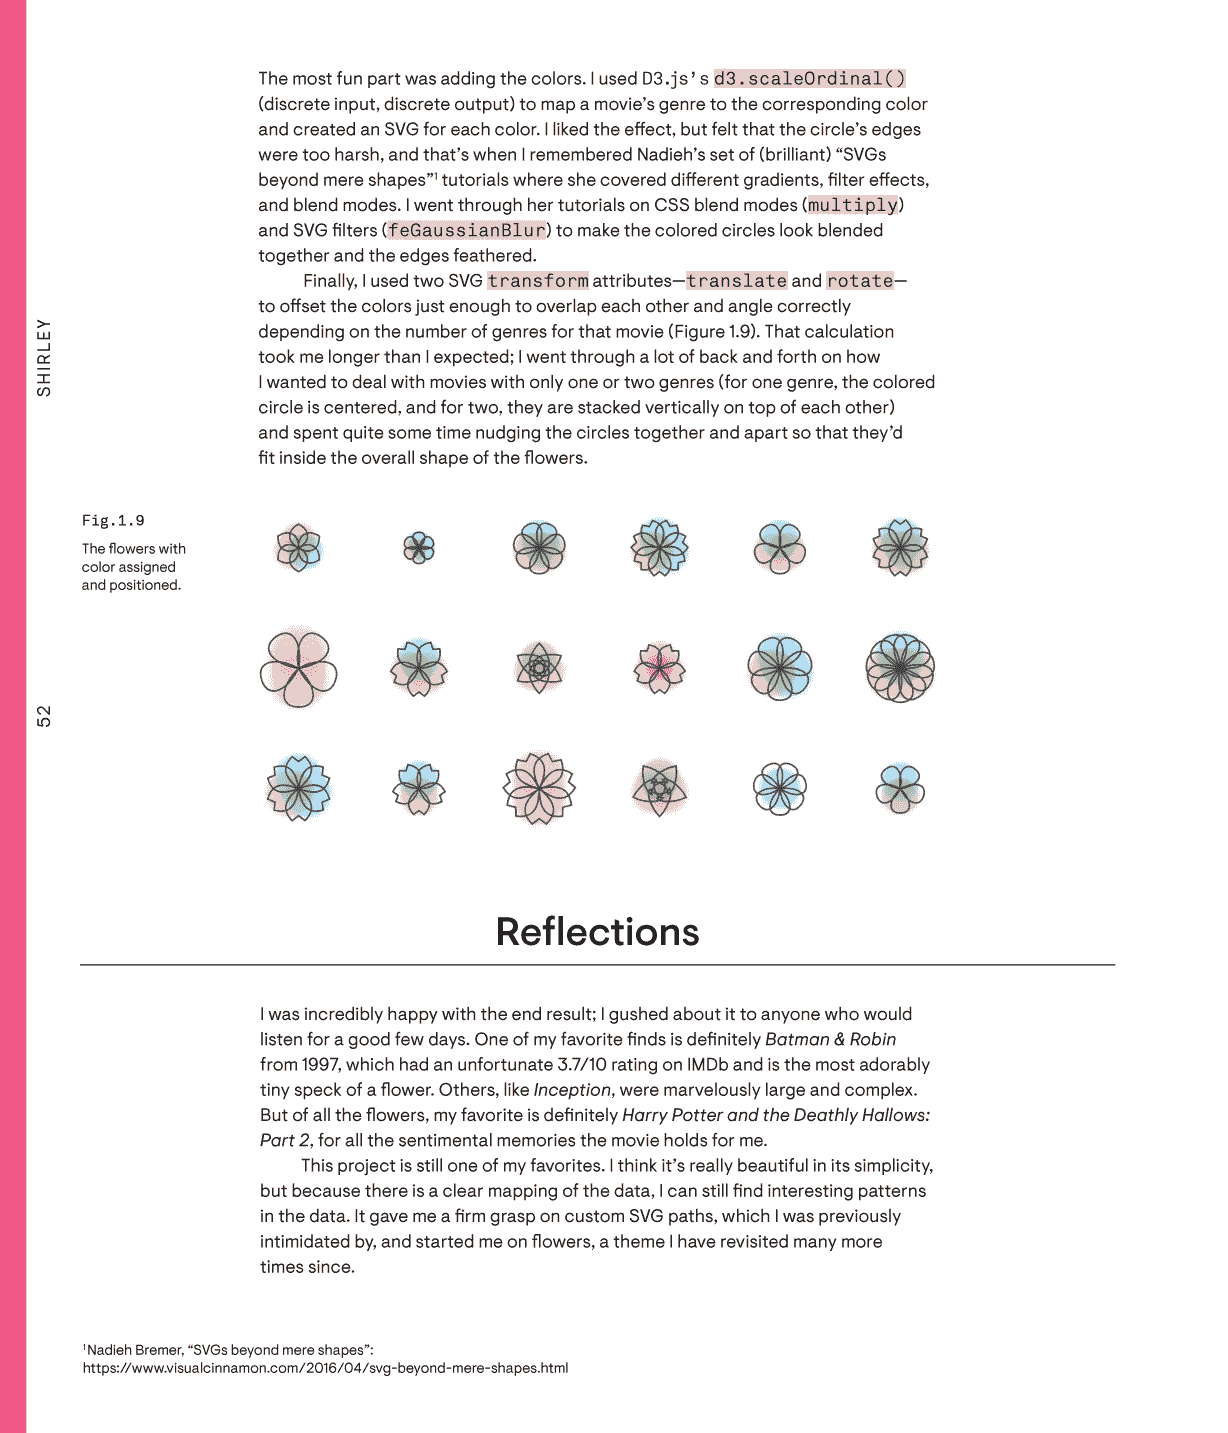 The most fun part was adding the colors. I used D3.js's d3.scaleOrdinal()
(discrete input, discrete output) to map a movie’s genre to the corresponding color
and created an SVG for each color. I liked the effect, but felt that the circle’s edges
were too harsh, and that’s when I remembered Nadieh’s set of (brilliant) “SVGs
beyond mere shapes”¹ tutorials where she covered different gradients, filter effects,
and blend modes. I went through her tutorials on CSS blend modes (multiply)
and SVG filters (feGaussianBlur) to make the colored circles look blended
together and the edges feathered.
Finally, I used two SVG transform attributes—translate and rotate—
to offset the colors just enough to overlap each other and angle correctly
depending on the number of genres for that movie (Figure 1.9). That calculation
took me longer than I expected; I went through a lot of back and forth on how
I wanted to deal with movies with only one or two genres (for one genre, the colored
circle is centered, and for two, they are stacked vertically on top of each other)
and spent quite some time nudging the circles together and apart so that they’d
fit inside the overall shape of the flowers.
SHIRLEY
52
Fig.1.9
The flowers with
color assigned
and positioned.
Reflections
I was incredibly happy with the end result; I gushed about it to anyone who would
listen for a good few days. One of my favorite finds is definitely Batman & Robin
from 1997, which had an unfortunate 3.7/10 rating on IMDb and is the most adorably
tiny speck of a flower. Others, like Inception, were marvelously large and complex.
But of all the flowers, my favorite is definitely Harry Potter and the Deathly Hallows:
Part 2, for all the sentimental memories the movie holds for me.
This project is still one of my favorites. I think it’s really beautiful in its simplicity,
but because there is a clear mapping of the data, I can still find interesting patterns
in the data. It gave me a firm grasp on custom SVG paths, which I was previously
intimidated by, and started me on flowers, a theme I have revisited many more
times since.
¹Nadieh Bremer, “SVGs beyond mere shapes”:
https://www.visualcinnamon.com/2016/04/svg-beyond-mere-shapes.html